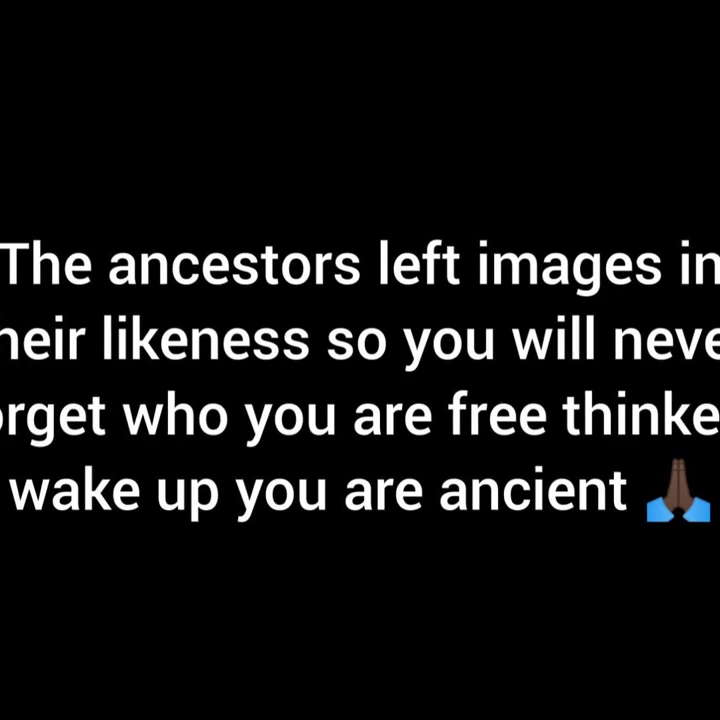 The ancestors left images in
heir likeness so you will neve
orget who you are free thinke
wake up you are ancient 🙏🏿